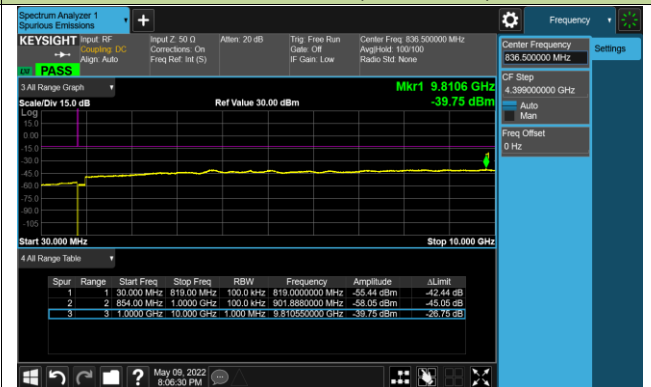 Spectrum Analyzer 1
Spurious Emissions
Frequency
KEYSIGHT
Input: RF
Coupling: DC
Align: Auto
Input Z: 50 Ω
Corrections: On
Freq Ref: Int (S)
Atten: 20 dB
Trig: Free Run
Gate: Off
IF Gain: Low
Center Freq: 836.500000 MHz
Avg|Hold: 100/100
Radio Std: None
PASS
Center Frequency
836.500000 MHz
Settings
CF Step
4.399000000 GHz
Auto
Man
Freq Offset
0 Hz
3 All Range Graph
Mkr1 9.8106 GHz
Scale/Div 15.0 dB
Ref Value 30.00 dBm
-39.75 dBm
Log
15.0
0.00
-15.0
-30.0
-45.0
-60.0
-75.0
-90.0
-105
Start 30.000 MHz
Stop 10.000 GHz
4 All Range Table
Spur Range Start Freq Stop Freq RBW Frequency Amplitude ΔLimit
1 1 30.000 MHz 819.00 MHz 100.0 kHz 819.0000000 MHz -55.44 dBm -42.44 dB
2 2 854.00 MHz 1.0000 GHz 100.0 kHz 901.8880000 MHz -58.05 dBm -45.05 dB
3 3 1.0000 GHz 10.000 GHz 1.000 MHz 9.810550000 GHz -39.75 dBm -26.75 dB
May 09, 2022
8:06:30 PM